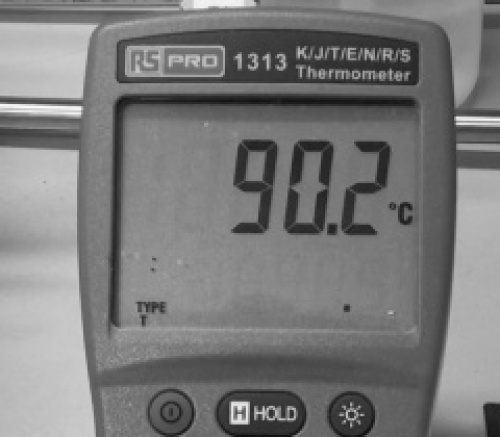 RS PRO 1313 K/J/T/E/N/R/S
Thermometer
90.2 °C
TYPE
T
H HOLD